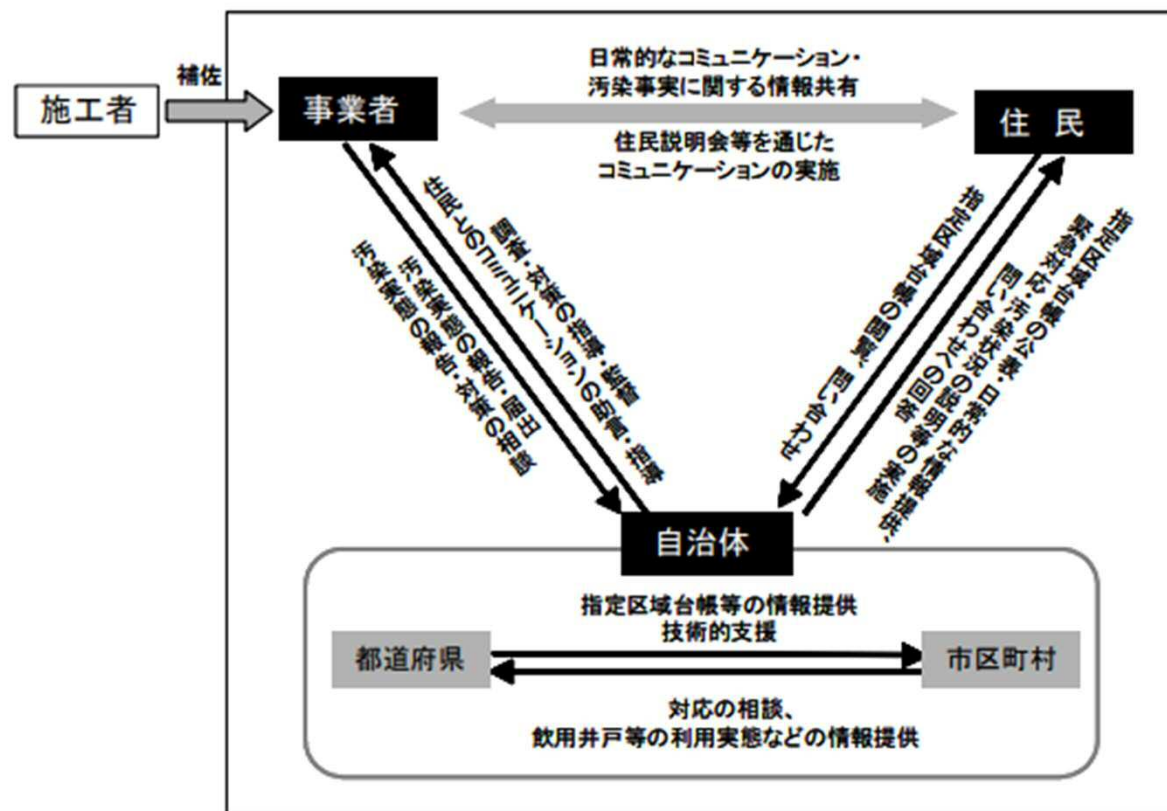 補佐
施工者
事業者
日常的なコミュニケーション・
汚染事実に関する情報共有
住民説明会等を通じた
コミュニケーションの実施
住 民
調査・対策の指導・監督
住民とのコミュニケーションの助言・指導
汚染実態の報告・届出
汚染実態の報告・対策の相談
指定区域台帳の閲覧、問い合わせ
指定区域台帳の公表・日常的な情報提供、
緊急対応・汚染状況の説明等の実施
問い合わせへの回答
自治体
指定区域台帳等の情報提供
技術的支援
都道府県
市区町村
対応の相談、
飲用井戸等の利用実態などの情報提供